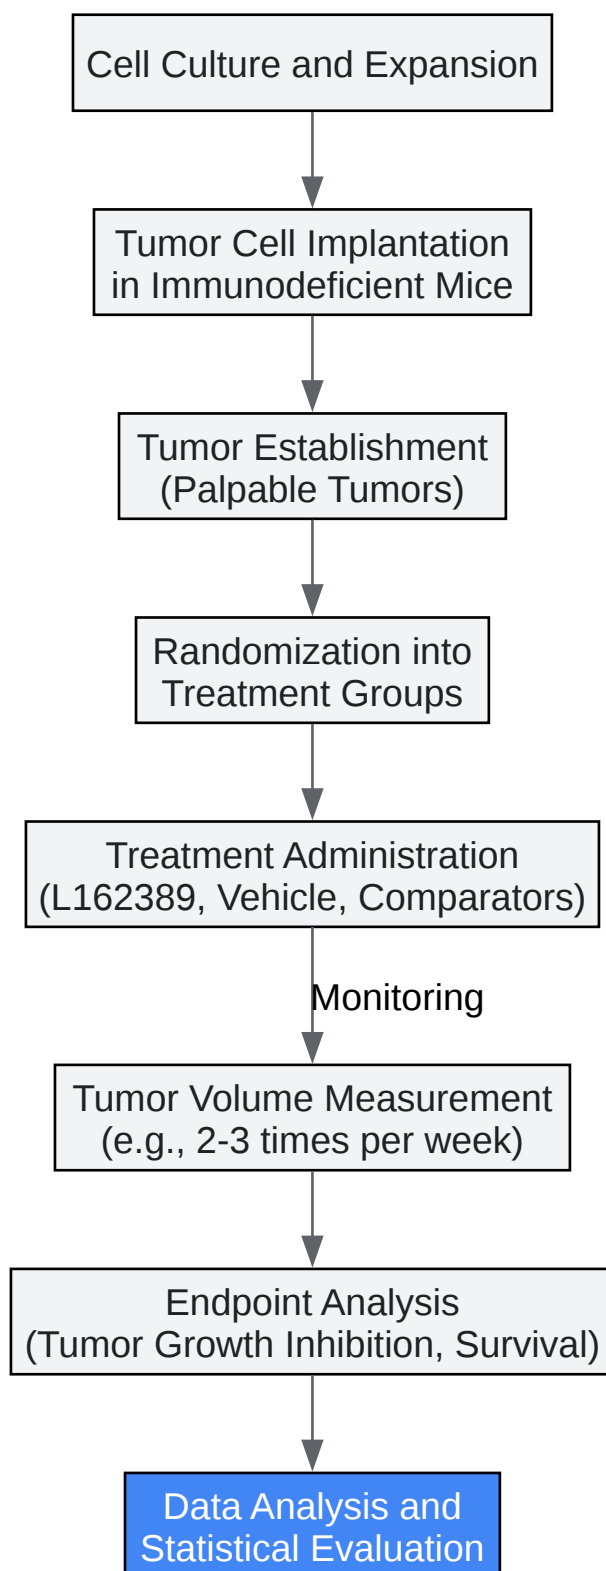 Cell Culture and Expansion
Tumor Cell Implantation
in Immunodeficient Mice
Tumor Establishment
(Palpable Tumors)
Randomization into
Treatment Groups
Treatment Administration
(L162389, Vehicle, Comparators)
Monitoring
Tumor Volume Measurement
(e.g., 2-3 times per week)
Endpoint Analysis
(Tumor Growth Inhibition, Survival)
Data Analysis and
Statistical Evaluation